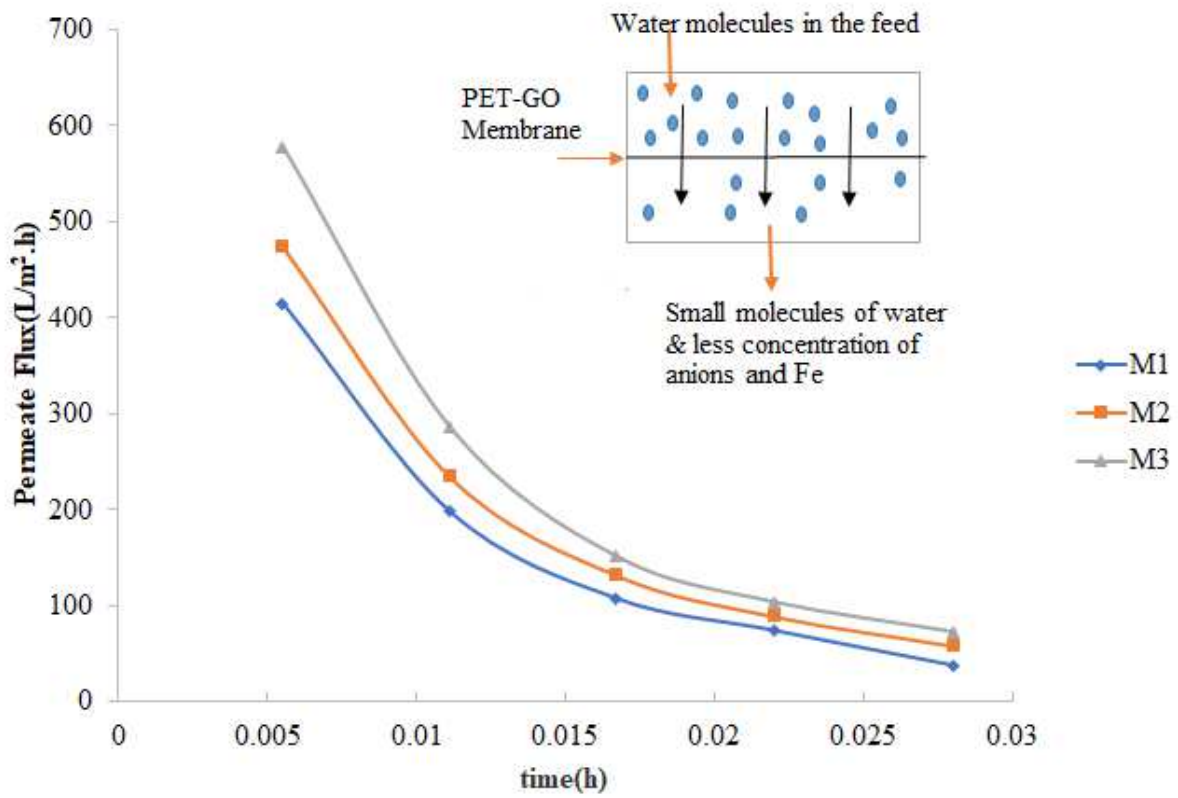 Water molecules in the feed
PET-GO
Membrane
Small molecules of water
& less concentration of
anions and Fe
Permeate Flux(L/m².h)
700
600
500
400
300
200
100
0
0 0.005 0.01 0.015 0.02 0.025 0.03
time(h)
M1
M2
M3